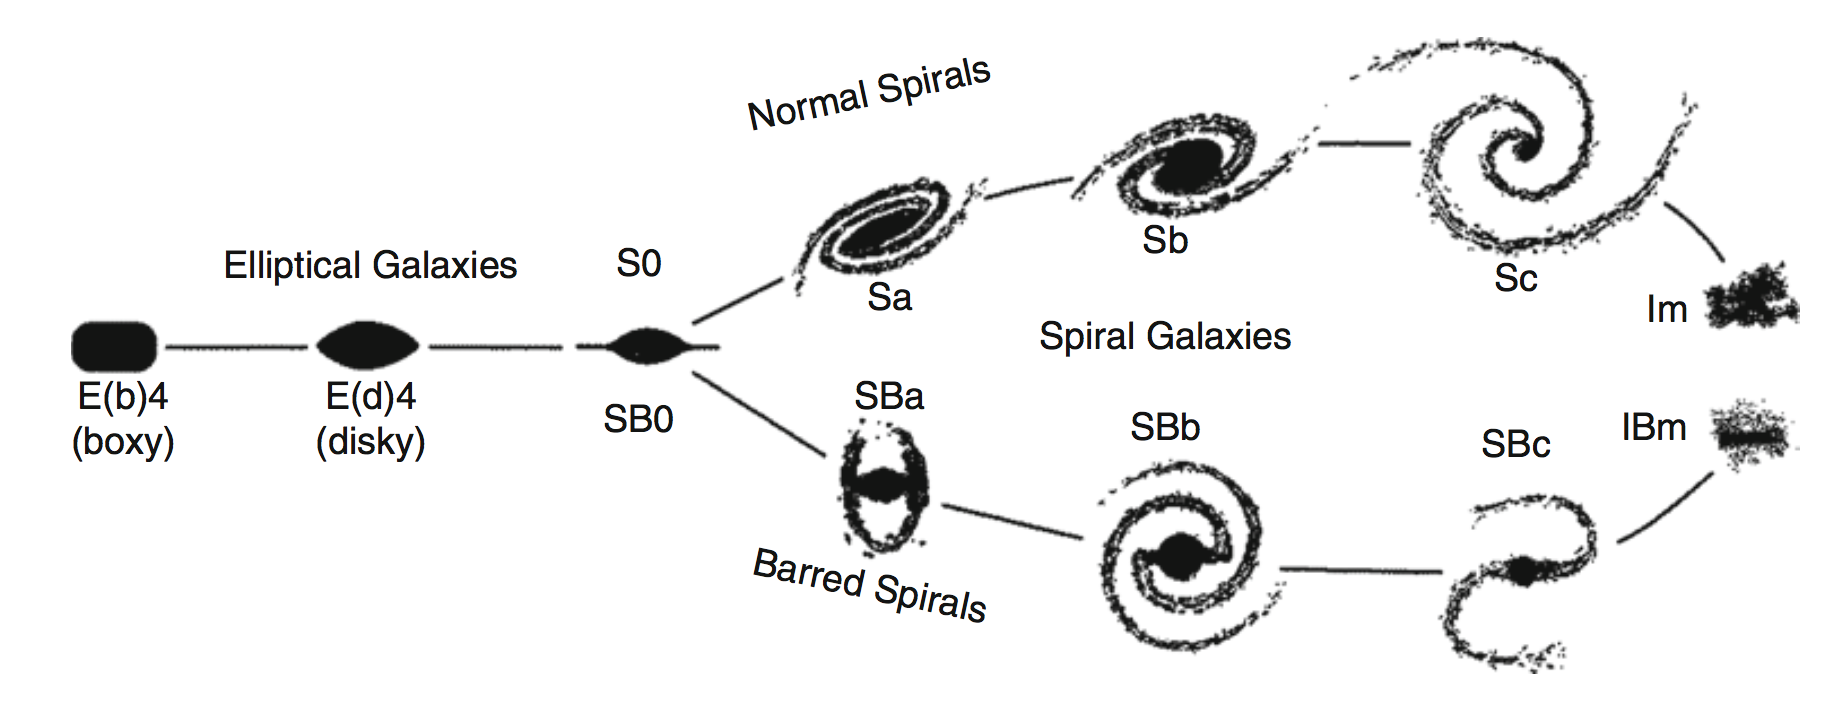 Normal Spirals
Elliptical Galaxies
S0
Sa
Sb
Sc
Im
Spiral Galaxies
E(b)4
(boxy)
E(d)4
(disky)
SB0
SBa
SBb
SBc
IBm
Barred Spirals